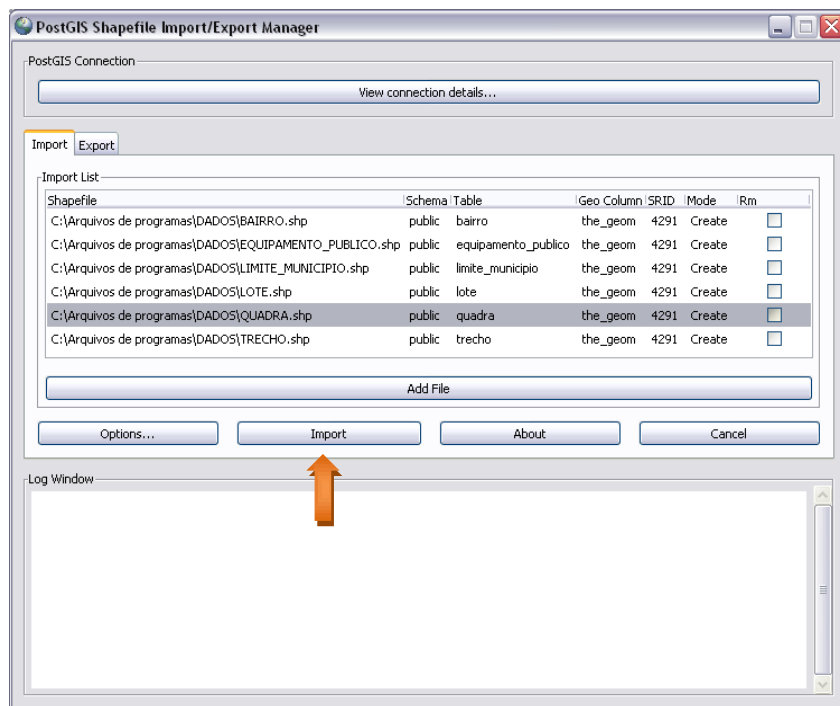 PostGIS Shapefile Import/Export Manager
PostGIS Connection
View connection details...
Import Export
Import List
Shapefile Schema Table Geo Column SRID Mode Rm
C:\Arquivos de programas\DADOS\BAIRRO.shp public bairro the_geom 4291 Create
C:\Arquivos de programas\DADOS\EQUIPAMENTO_PUBLICO.shp public equipamento_publico the_geom 4291 Create
C:\Arquivos de programas\DADOS\LIMITE_MUNICIPIO.shp public limite_municipio the_geom 4291 Create
C:\Arquivos de programas\DADOS\LOTE.shp public lote the_geom 4291 Create
C:\Arquivos de programas\DADOS\QUADRA.shp public quadra the_geom 4291 Create
C:\Arquivos de programas\DADOS\TRECHO.shp public trecho the_geom 4291 Create
Add File
Options... Import About Cancel
Log Window